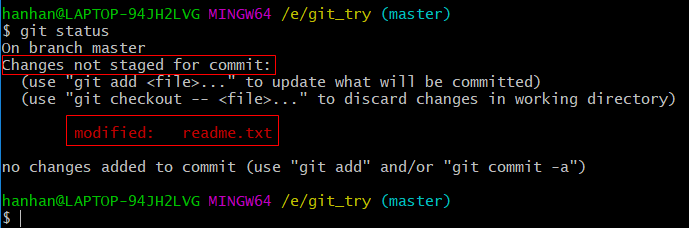 hanhan@LAPTOP-94JH2LVG MINGW64 /e/git_try (master)
$ git status
On branch master
Changes not staged for commit:
  (use "git add <file>..." to update what will be committed)
  (use "git checkout -- <file>..." to discard changes in working directory)
        modified:   readme.txt
no changes added to commit (use "git add" and/or "git commit -a")
hanhan@LAPTOP-94JH2LVG MINGW64 /e/git_try (master)
$